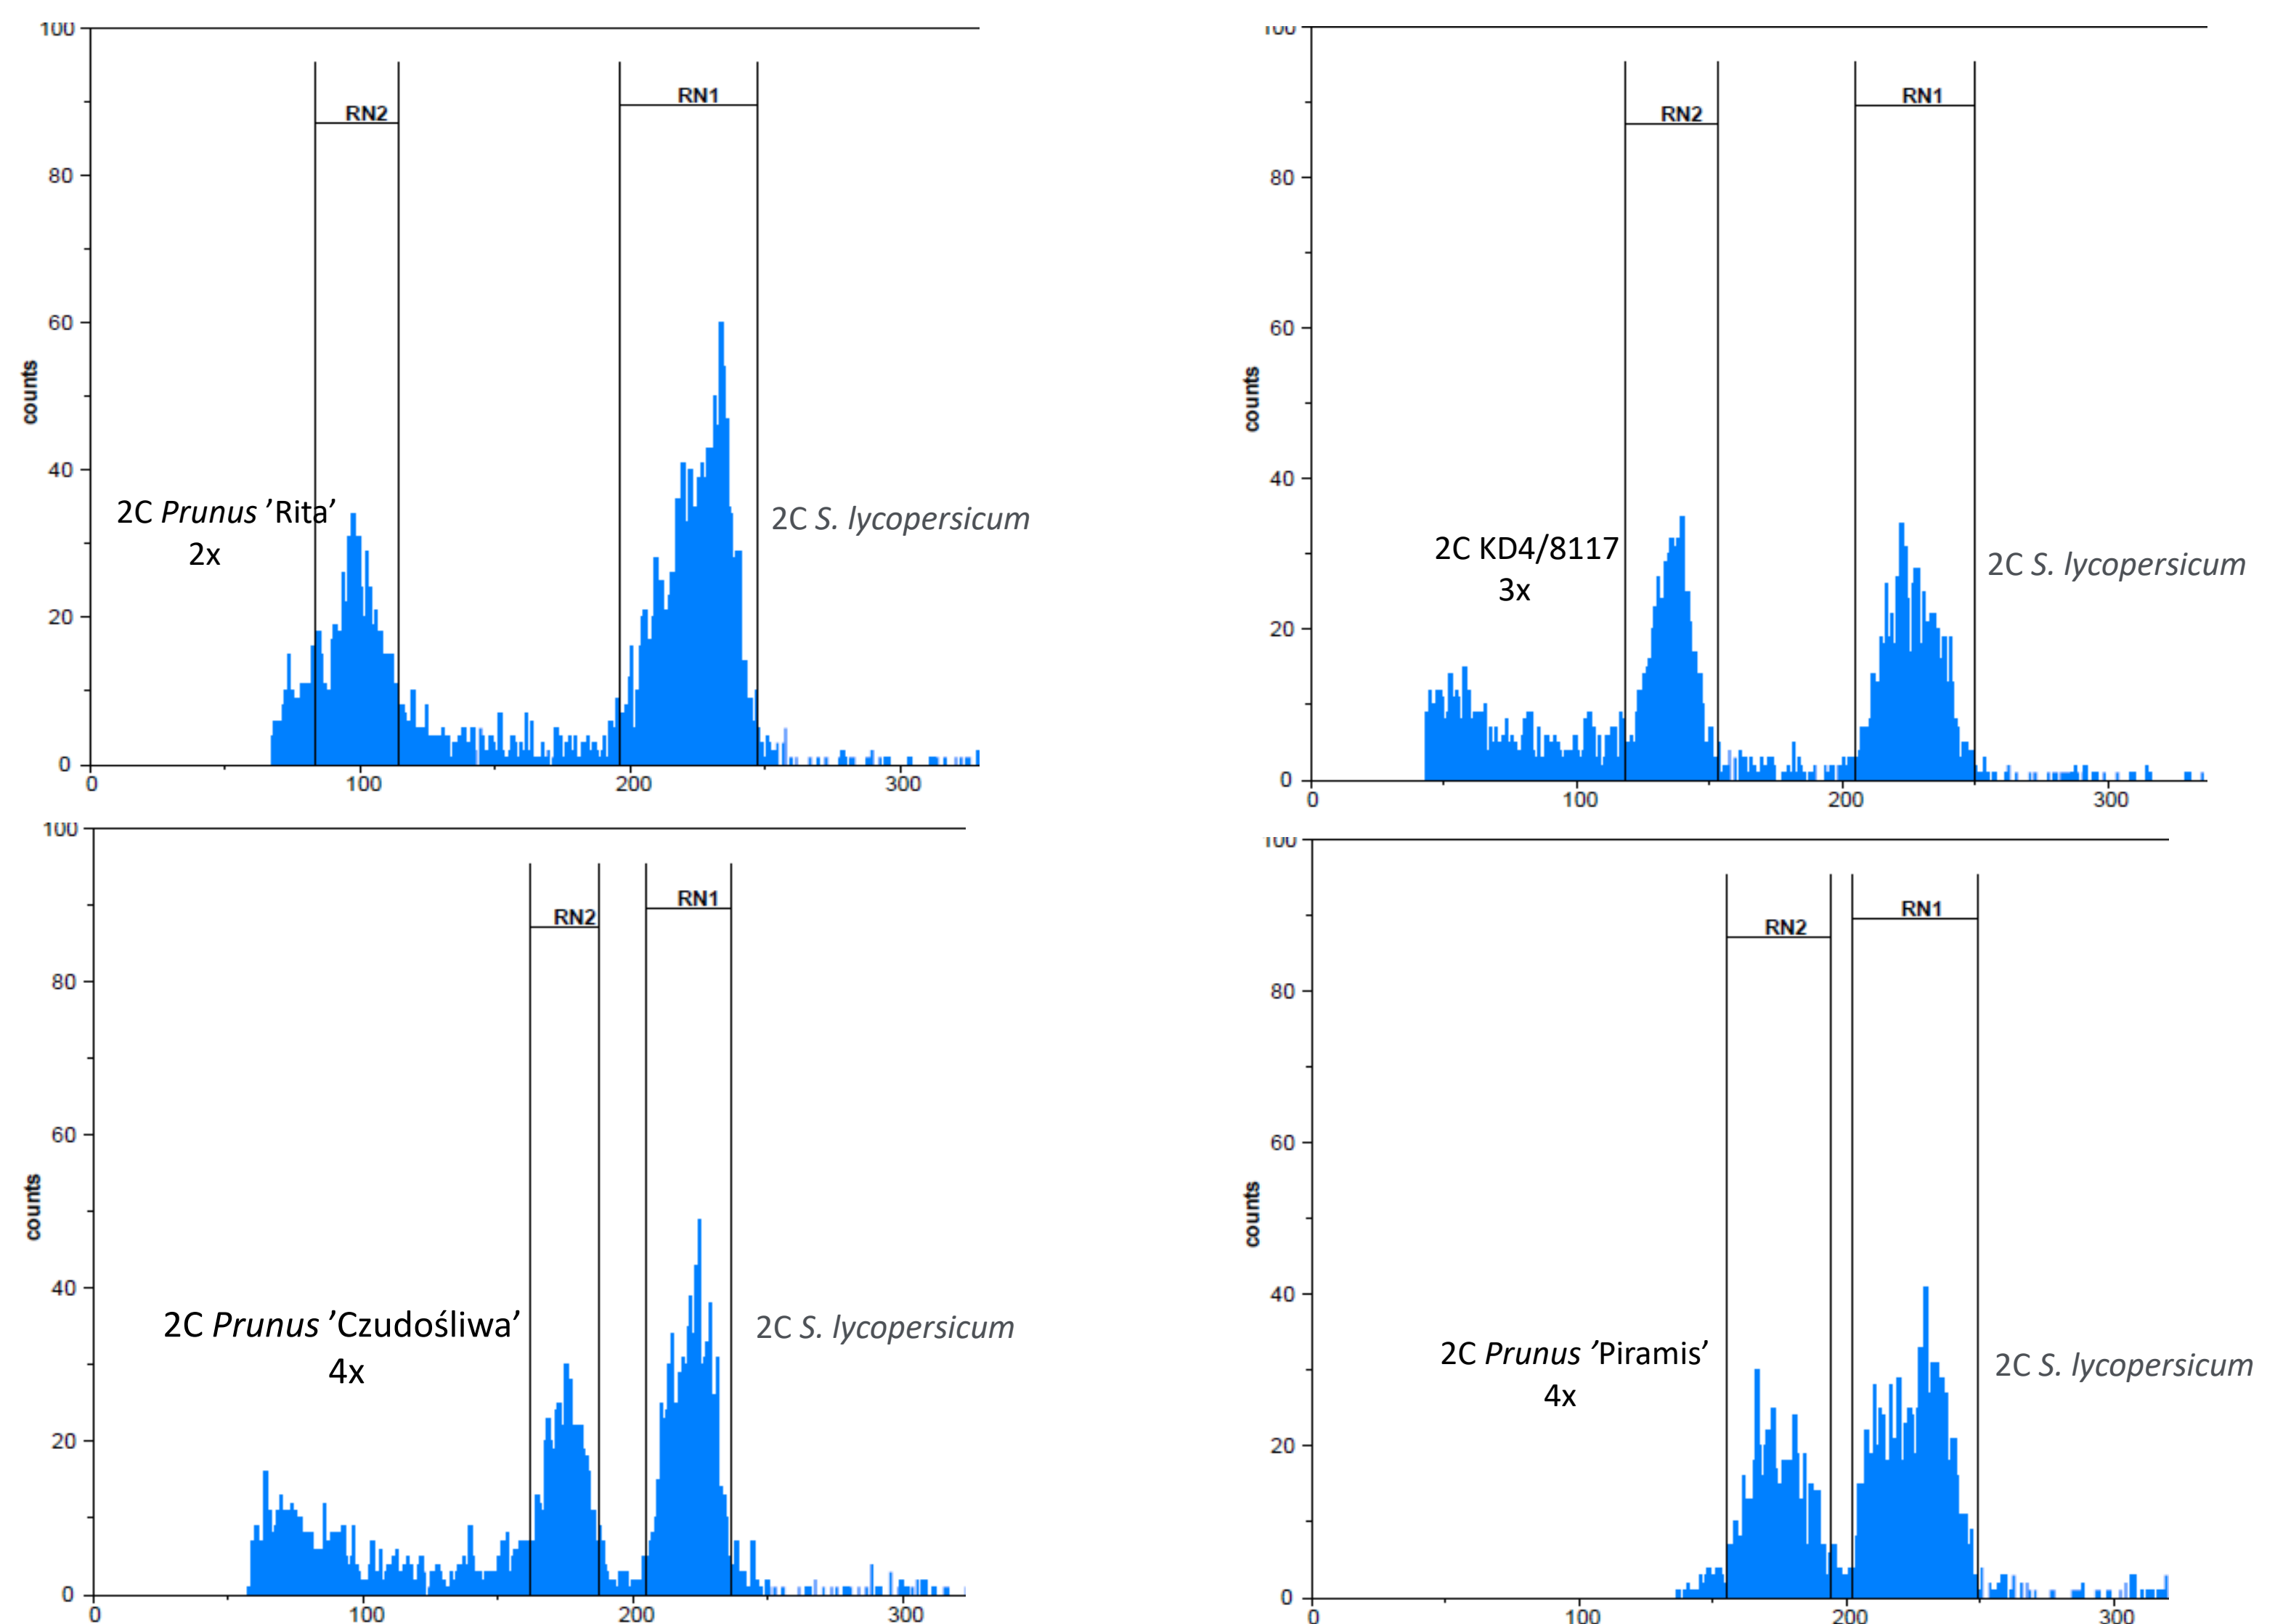 100
RN1
RN2
80
60
counts
40
2C Prunus ’Rita’
2x
2C S. lycopersicum
20
0
0 100 200 300
100
RN1
RN2
80
60
counts
40
2C KD4/8117
3x
2C S. lycopersicum
20
0
0 100 200 300
100
RN1
RN2
80
60
counts
40
2C Prunus ’Czudośliwa’
4x
2C S. lycopersicum
20
0
0 100 200 300
100
RN1
RN2
80
60
counts
40
2C Prunus ’Piramis’
4x
2C S. lycopersicum
20
0
0 100 200 300